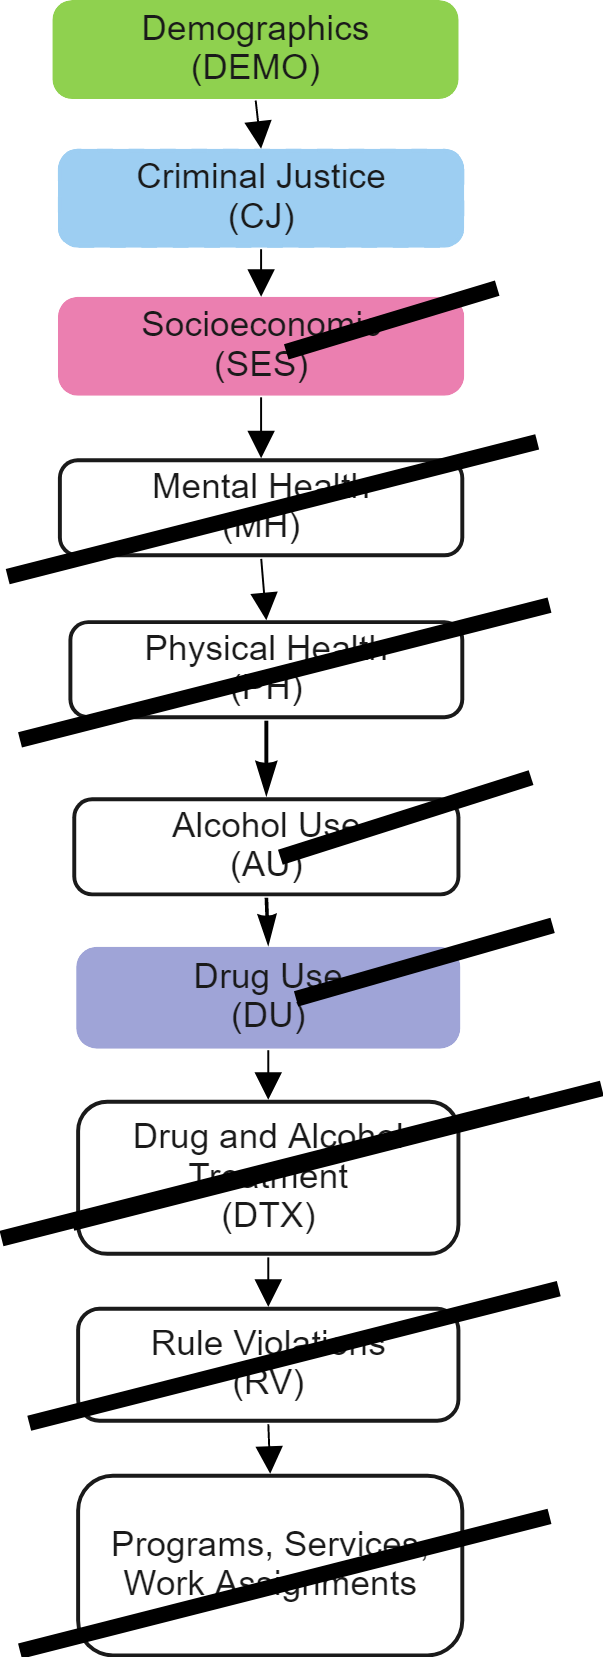 Demographics
(DEMO)
Criminal Justice
(CJ)
Socioeconomic
(SES)
Mental Health
(MH)
Physical Health
(PH)
Alcohol Use
(AU)
Drug Use
(DU)
Drug and Alcohol
Treatment
(DTX)
Rule Violations
(RV)
Programs, Services,
Work Assignments